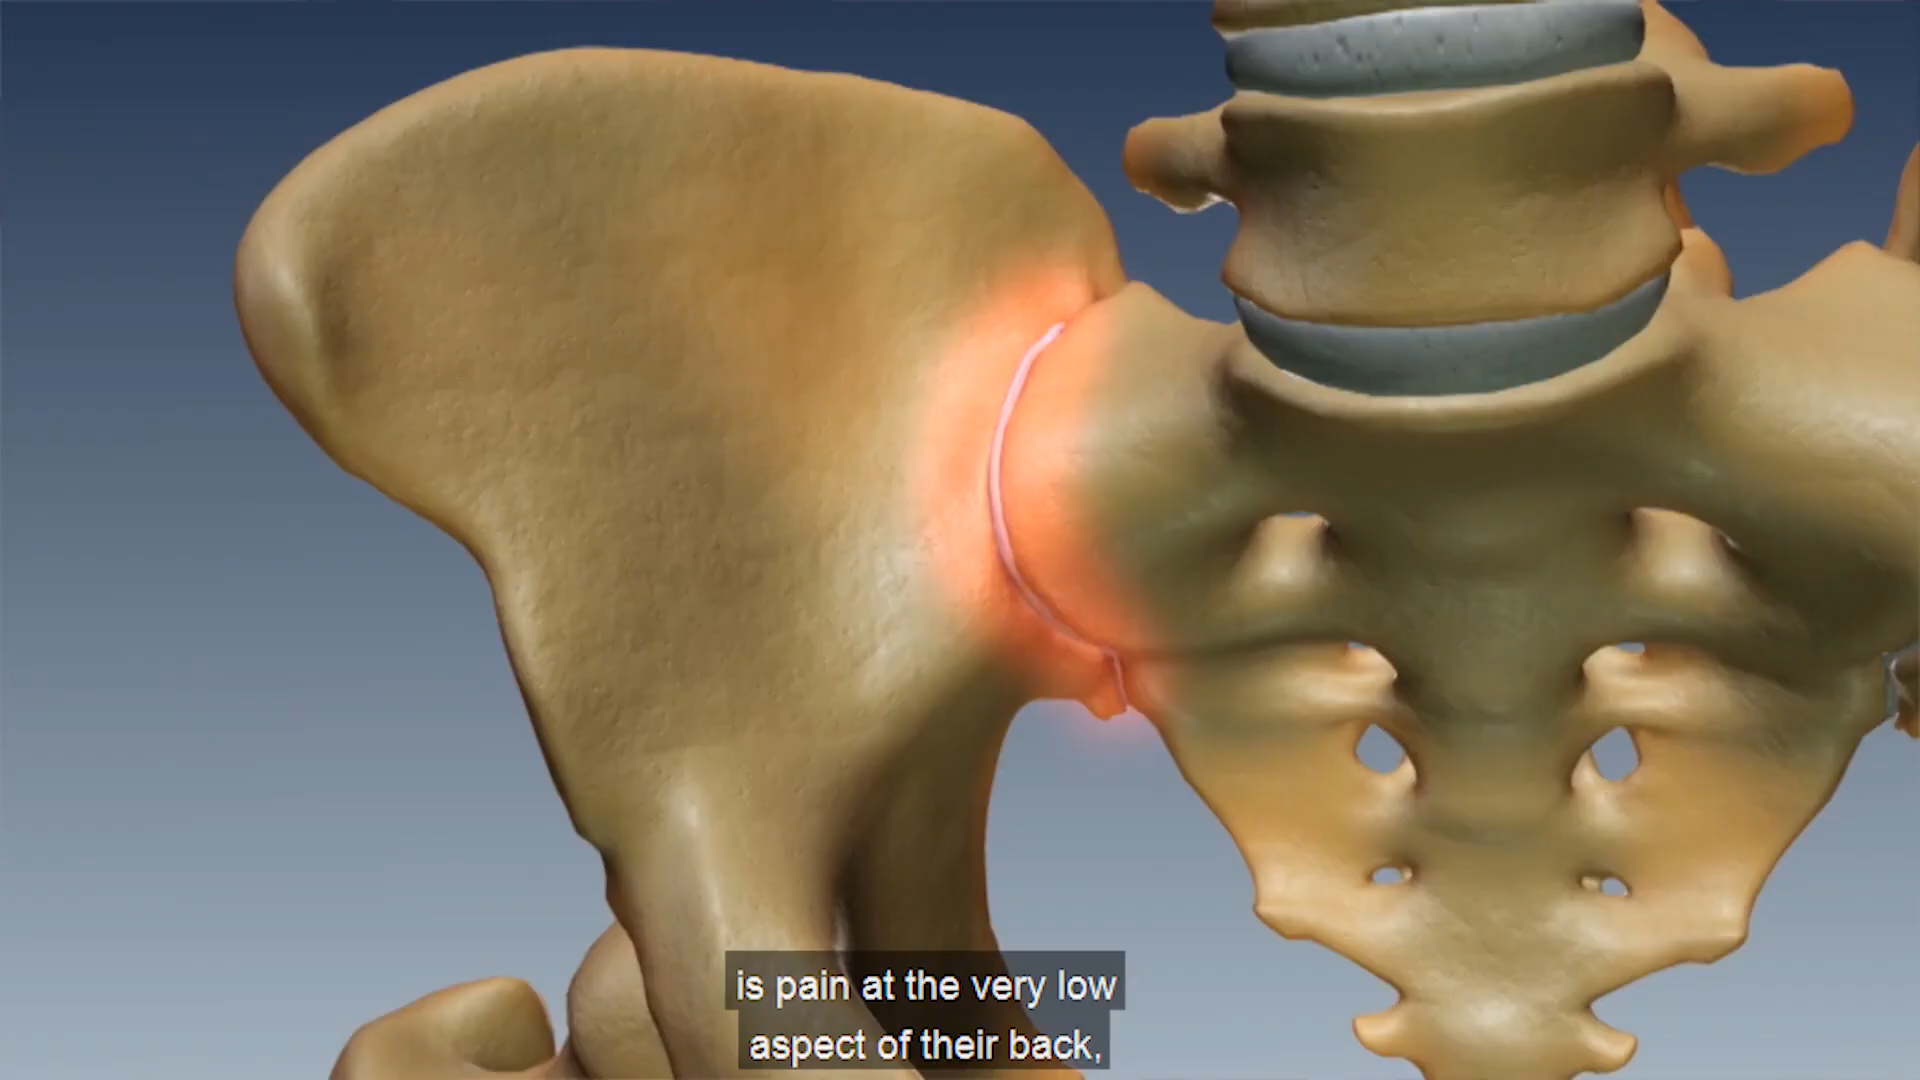 is pain at the very low
aspect of their back,